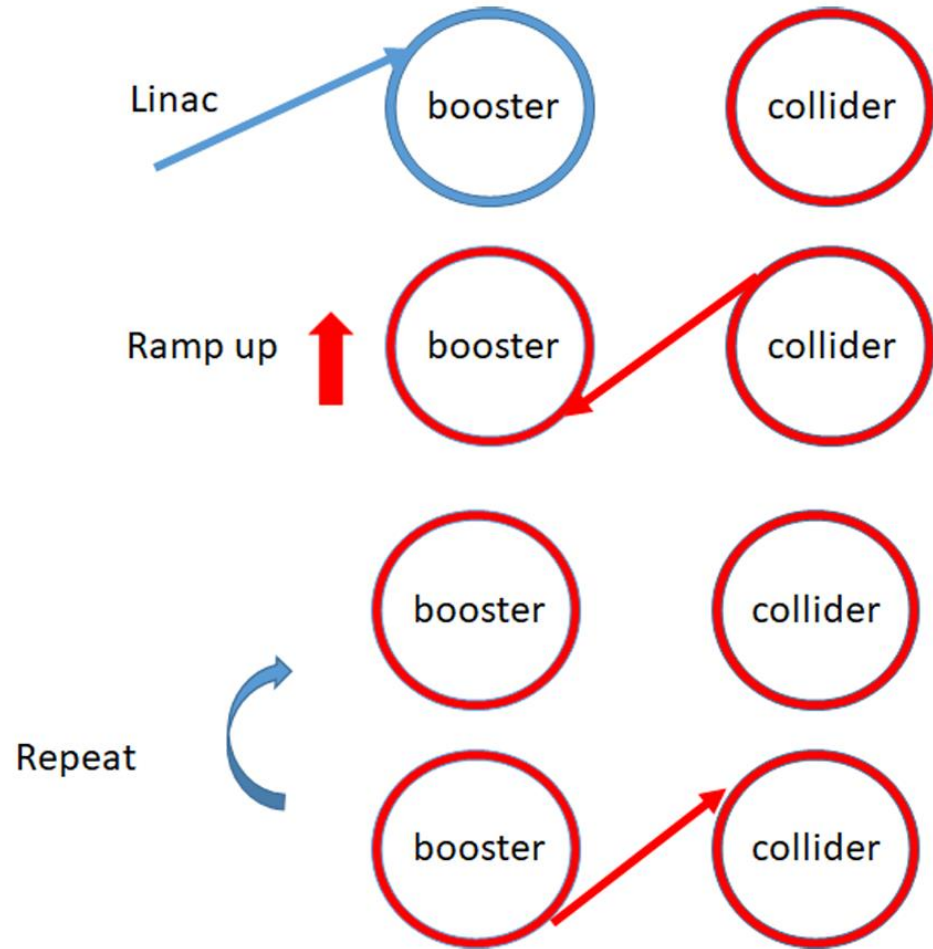 Linac
booster
collider
Ramp up
booster
collider
booster
collider
Repeat
booster
collider